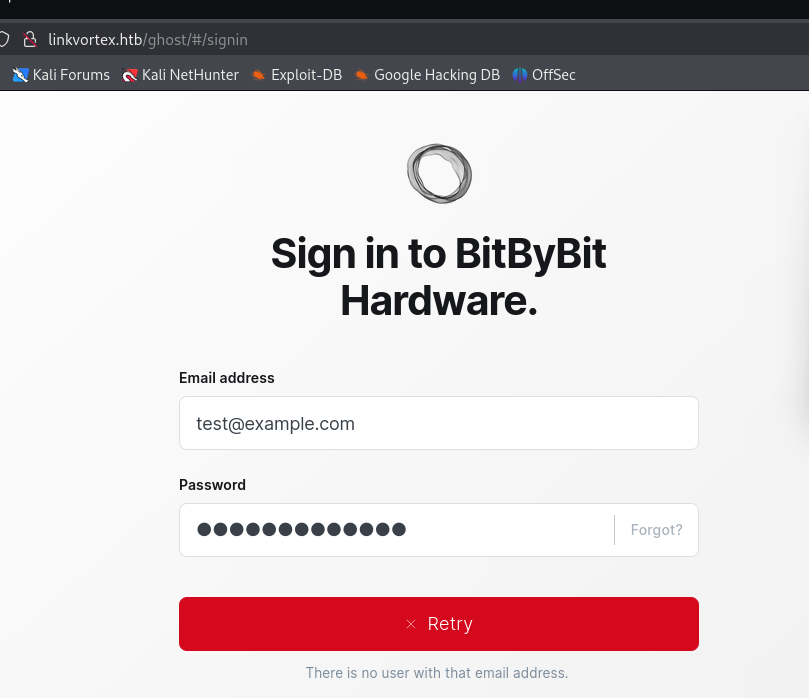 linkvortex.htb/ghost/#/signin
Kali Forums Kali NetHunter Exploit-DB Google Hacking DB OffSec
Sign in to BitByBit
Hardware.
Email address
test@example.com
Password
●●●●●●●●●●●●● Forgot?
× Retry
There is no user with that email address.